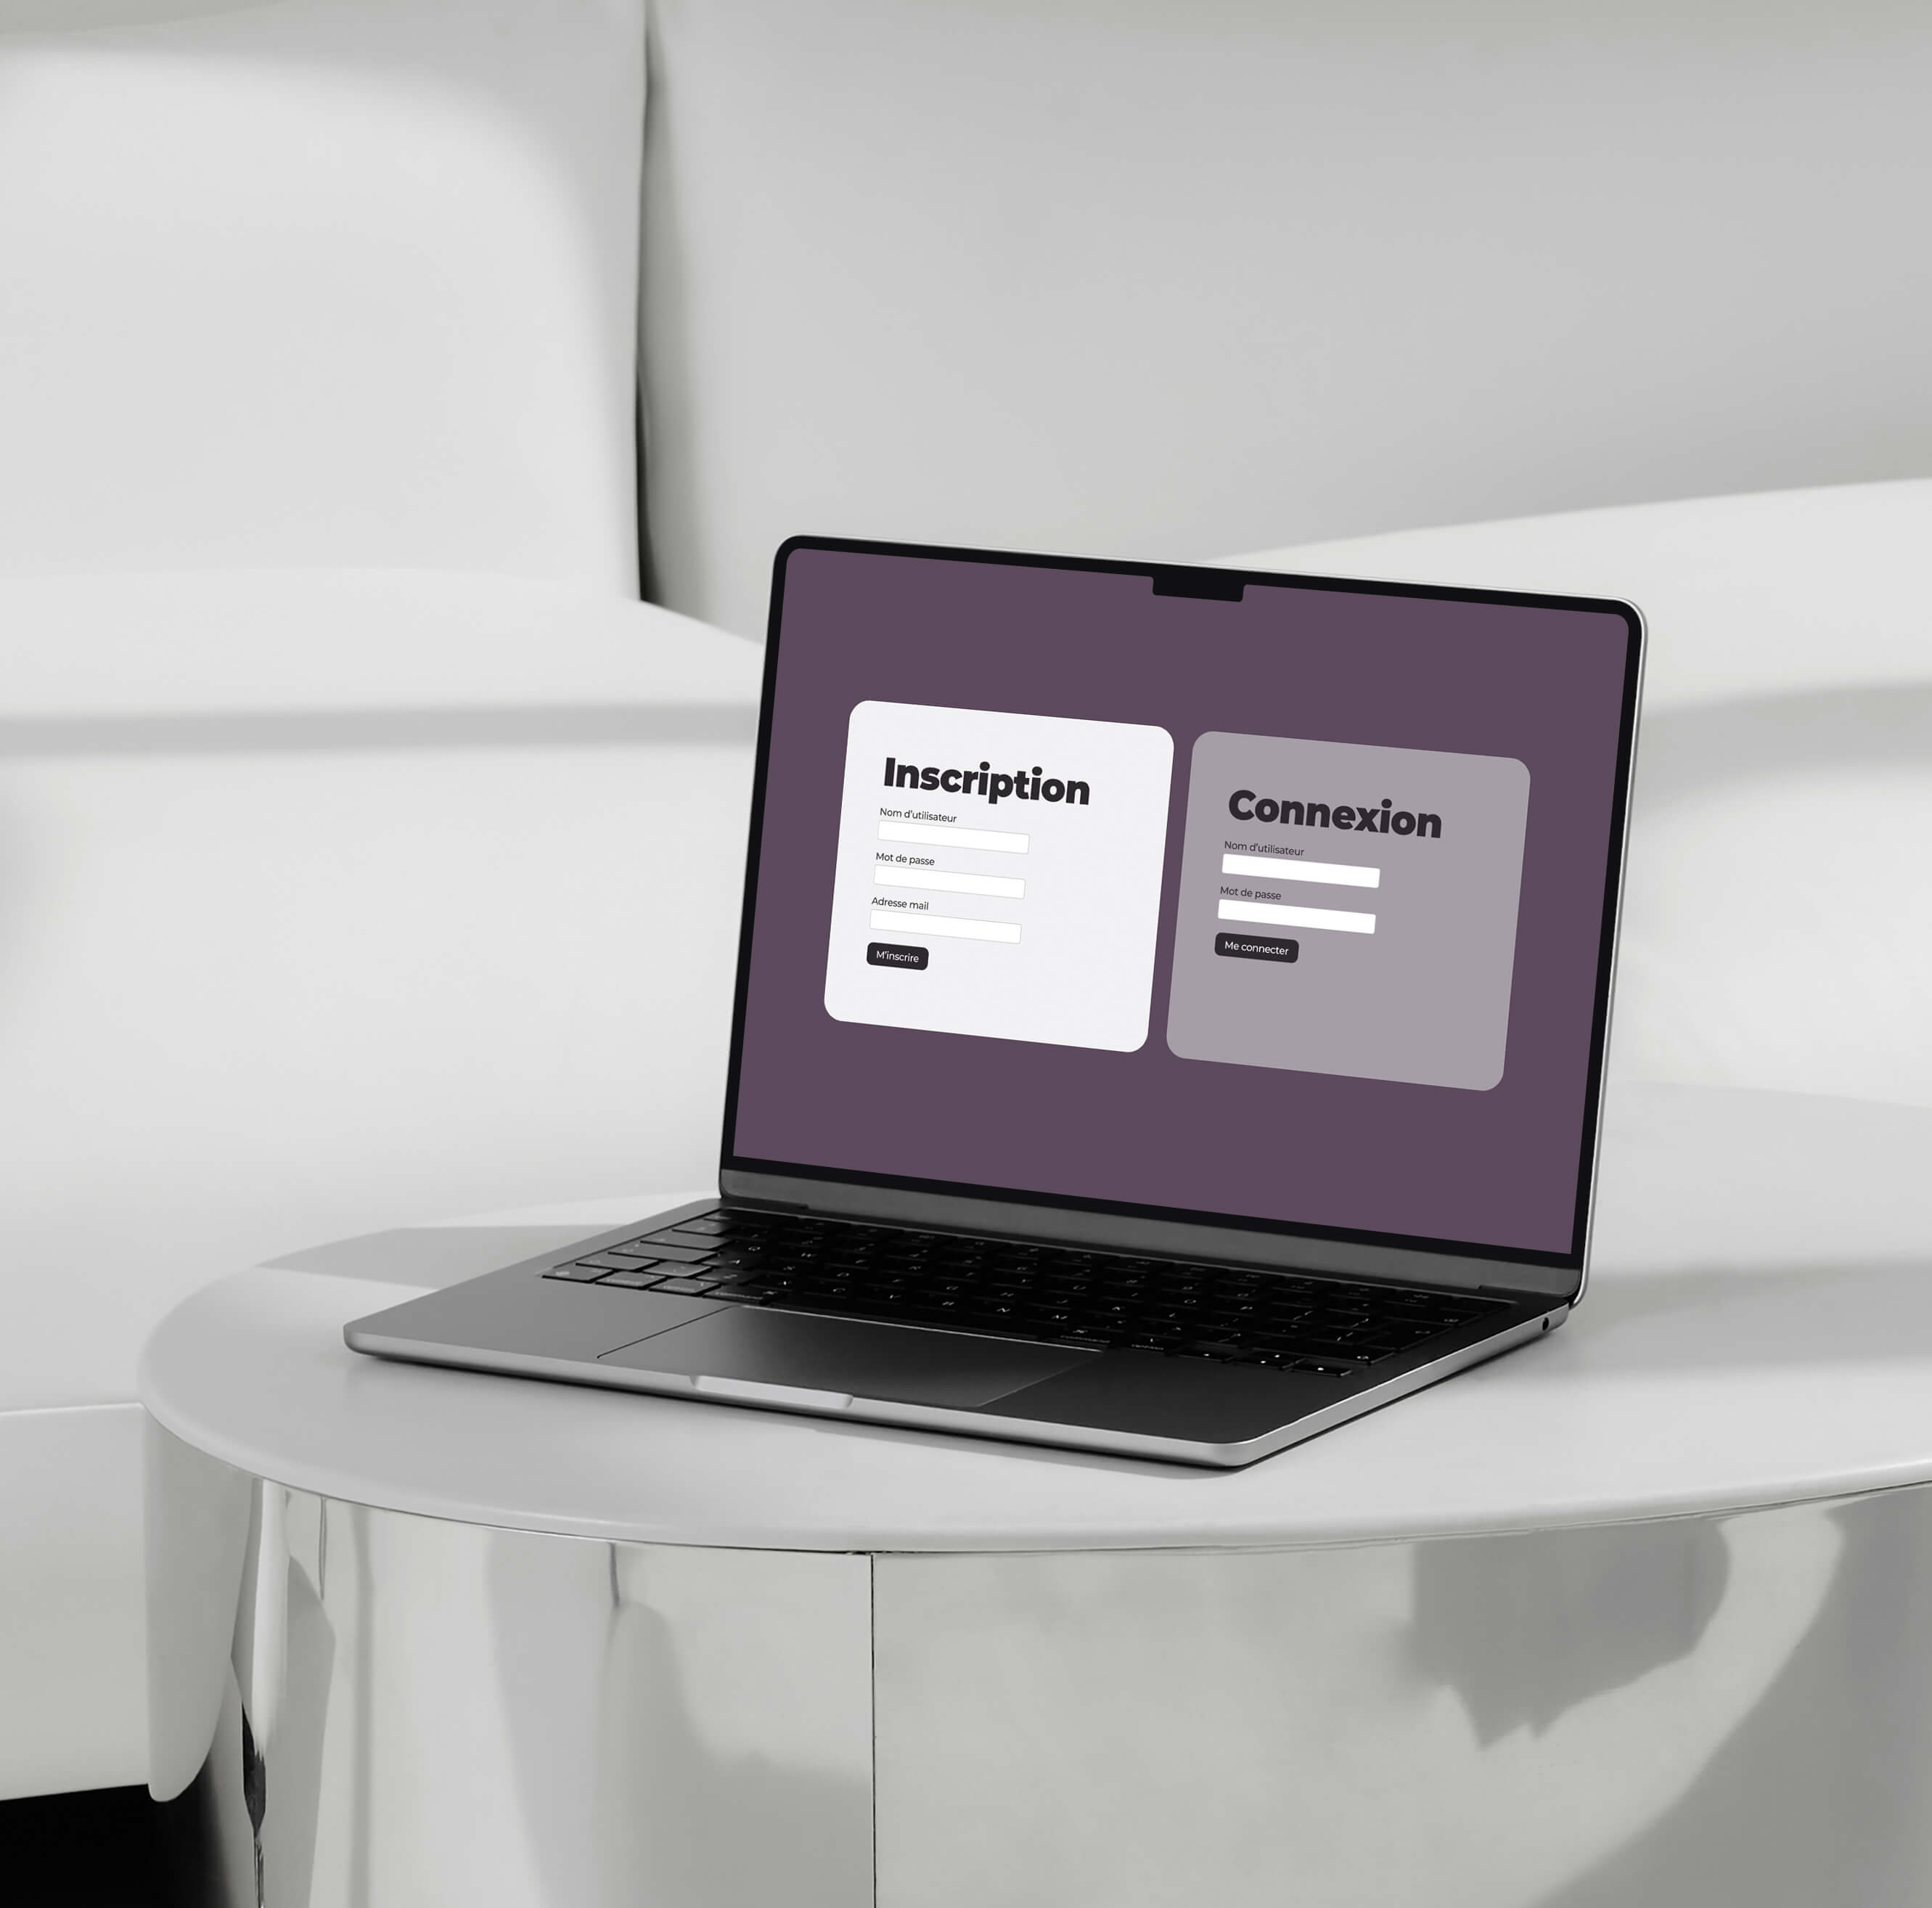 Inscription
Nom d'utilisateur
Mot de passe
Adresse mail
M'inscrire
Connexion
Nom d'utilisateur
Mot de passe
Me connecter